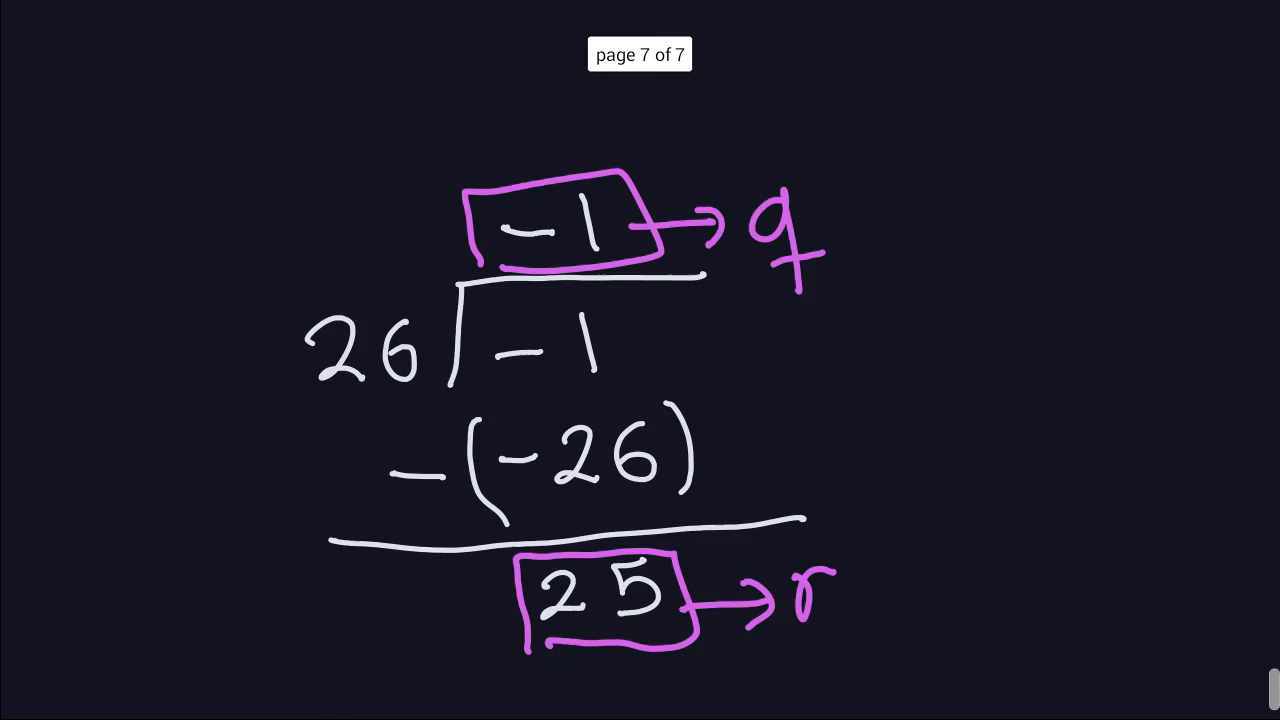 page 7 of 7
-1 → q
26 -1
-(-26)
25 → r